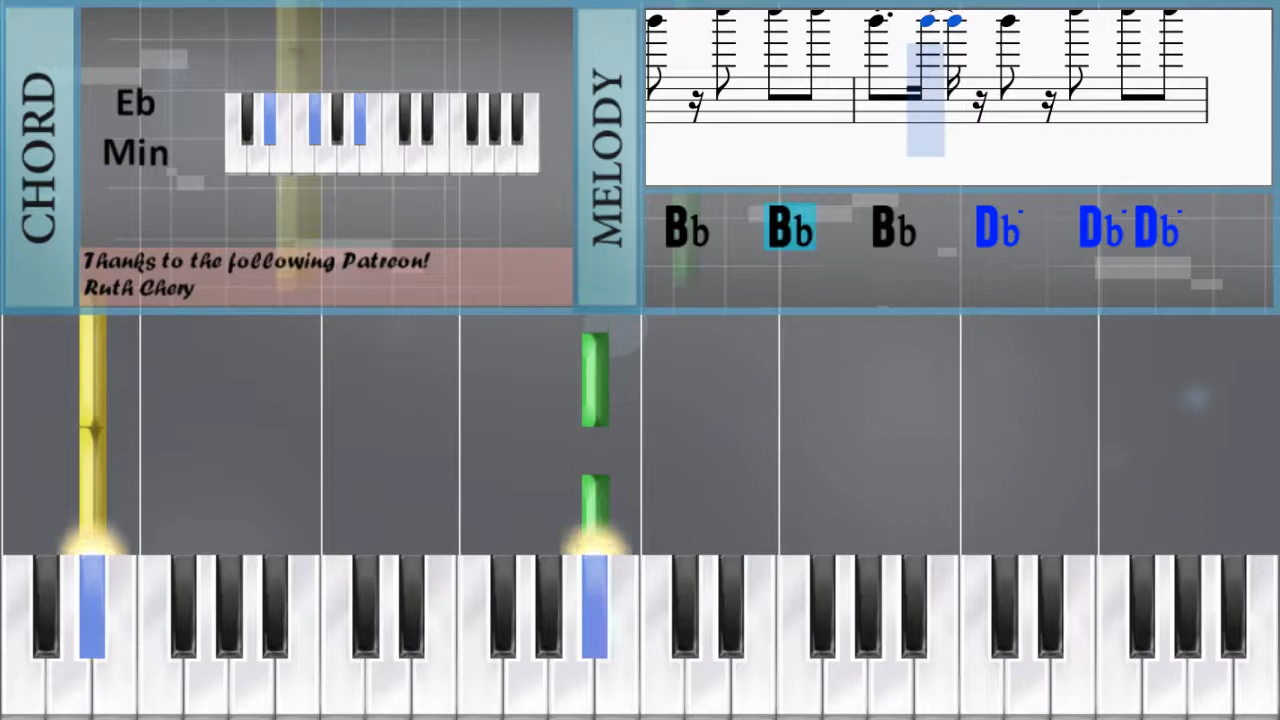 CHORD
Eb
Min
Thanks to the following Patreon!
Ruth Chery
MELODY
Bb Bb Bb Db Db Db